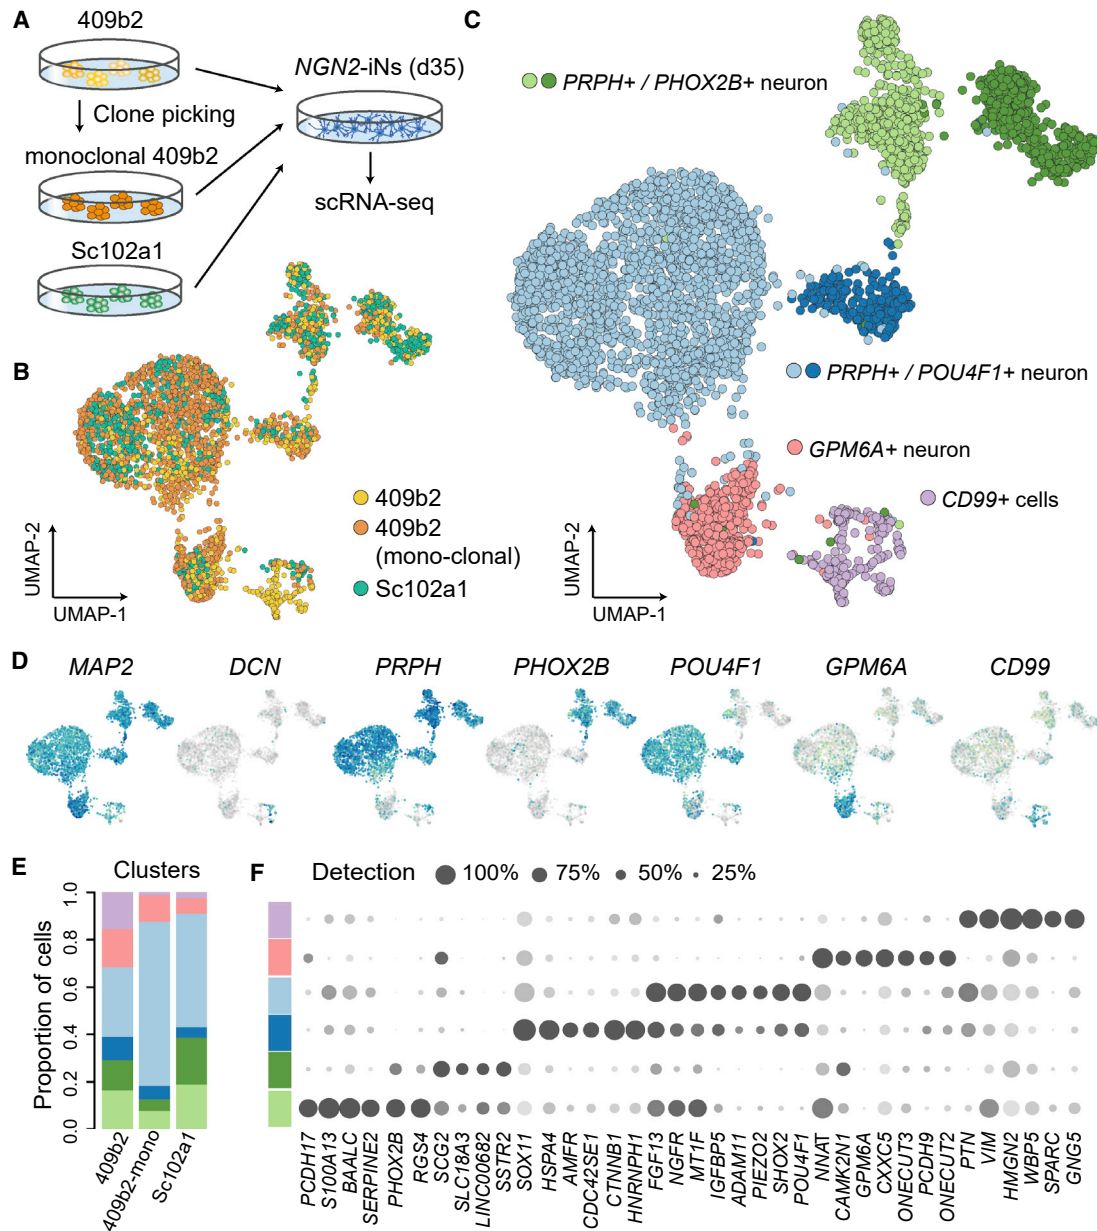 A
409b2
Clone picking
monoclonal 409b2
Sc102a1
NGN2-iNs (d35)
scRNA-seq
B
409b2
409b2
(mono-clonal)
Sc102a1
UMAP-2
UMAP-1
C
PRPH+ / PHOX2B+ neuron
PRPH+ / POU4F1+ neuron
GPM6A+ neuron
CD99+ cells
UMAP-2
UMAP-1
D
MAP2 DCN PRPH PHOX2B POU4F1 GPM6A CD99
E
Clusters
Proportion of cells
1.0
0.8
0.6
0.4
0.2
0.0
409b2
409b2-mono
Sc102a1
F
Detection 100% 75% 50% 25%
PCDH17
S100A13
BAALC
SERPINE2
PHOX2B
RGS4
SCG2
SLC18A3
LINC00682
SSTR2
SOX11
HSPA4
AMFR
CDC42SE1
CTNNB1
HNRNPH1
FGF13
NGFR
MT1F
IGFBP5
ADAM11
PIEZO2
SHOX2
POU4F1
NNAT
CAMK2N1
GPM6A
CXXC5
ONECUT3
PCDH9
ONECUT2
PTN
VIM
HMGN2
WBP5
SPARC
GNG5